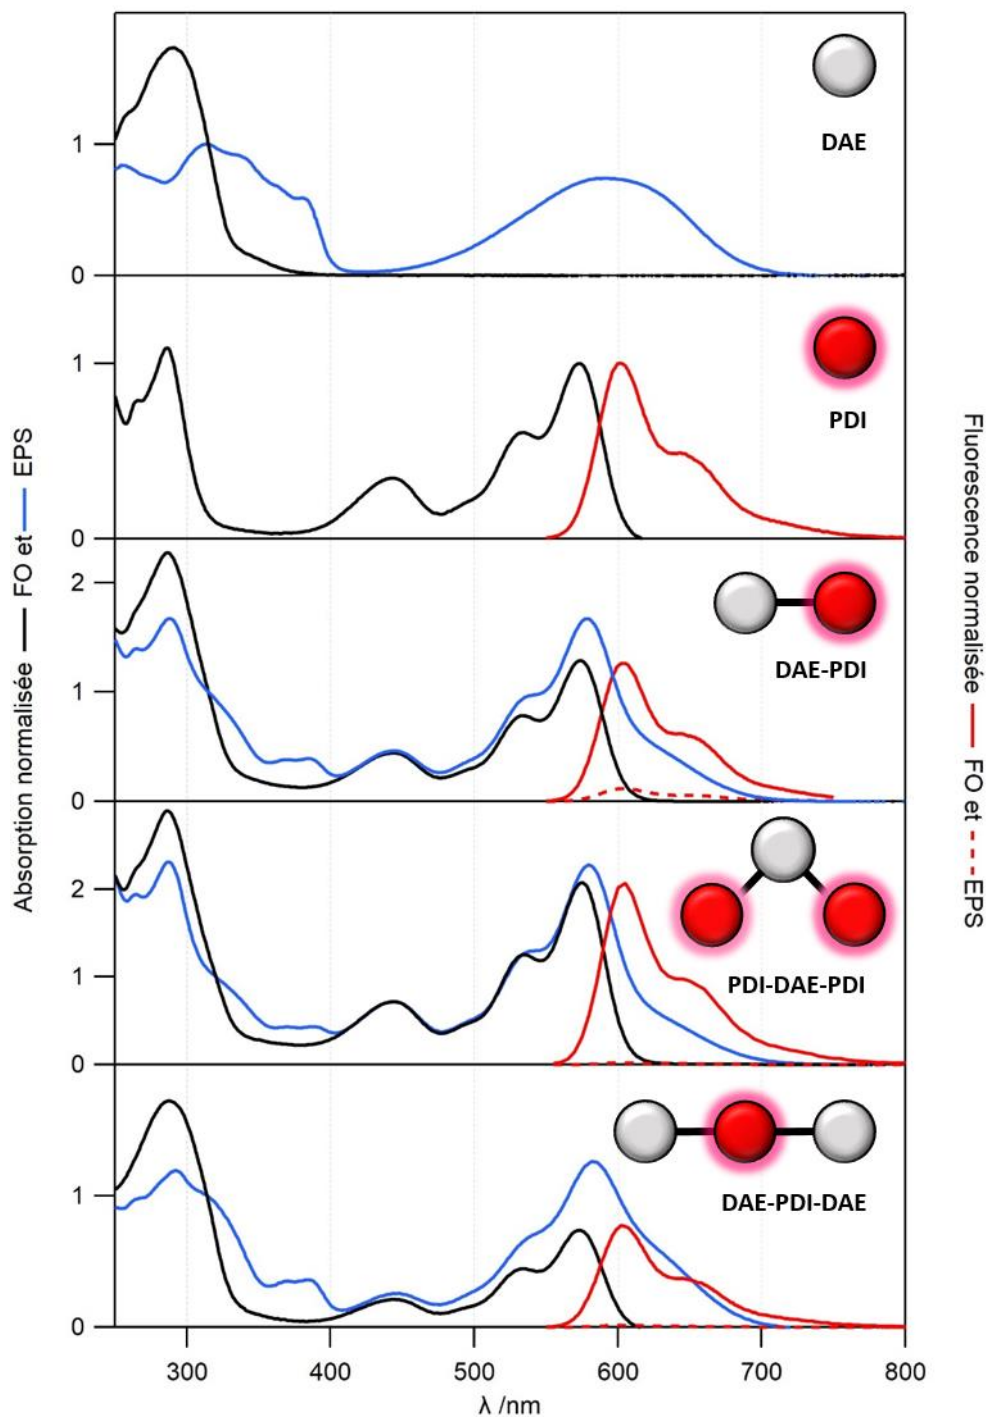 1
0
DAE
1
0
PDI
2
1
0
DAE-PDI
2
1
0
PDI-DAE-PDI
1
0
DAE-PDI-DAE
300 400 500 600 700 800
λ /nm
Absorption normalisée FO et EPS
Fluorescence normalisée FO et EPS